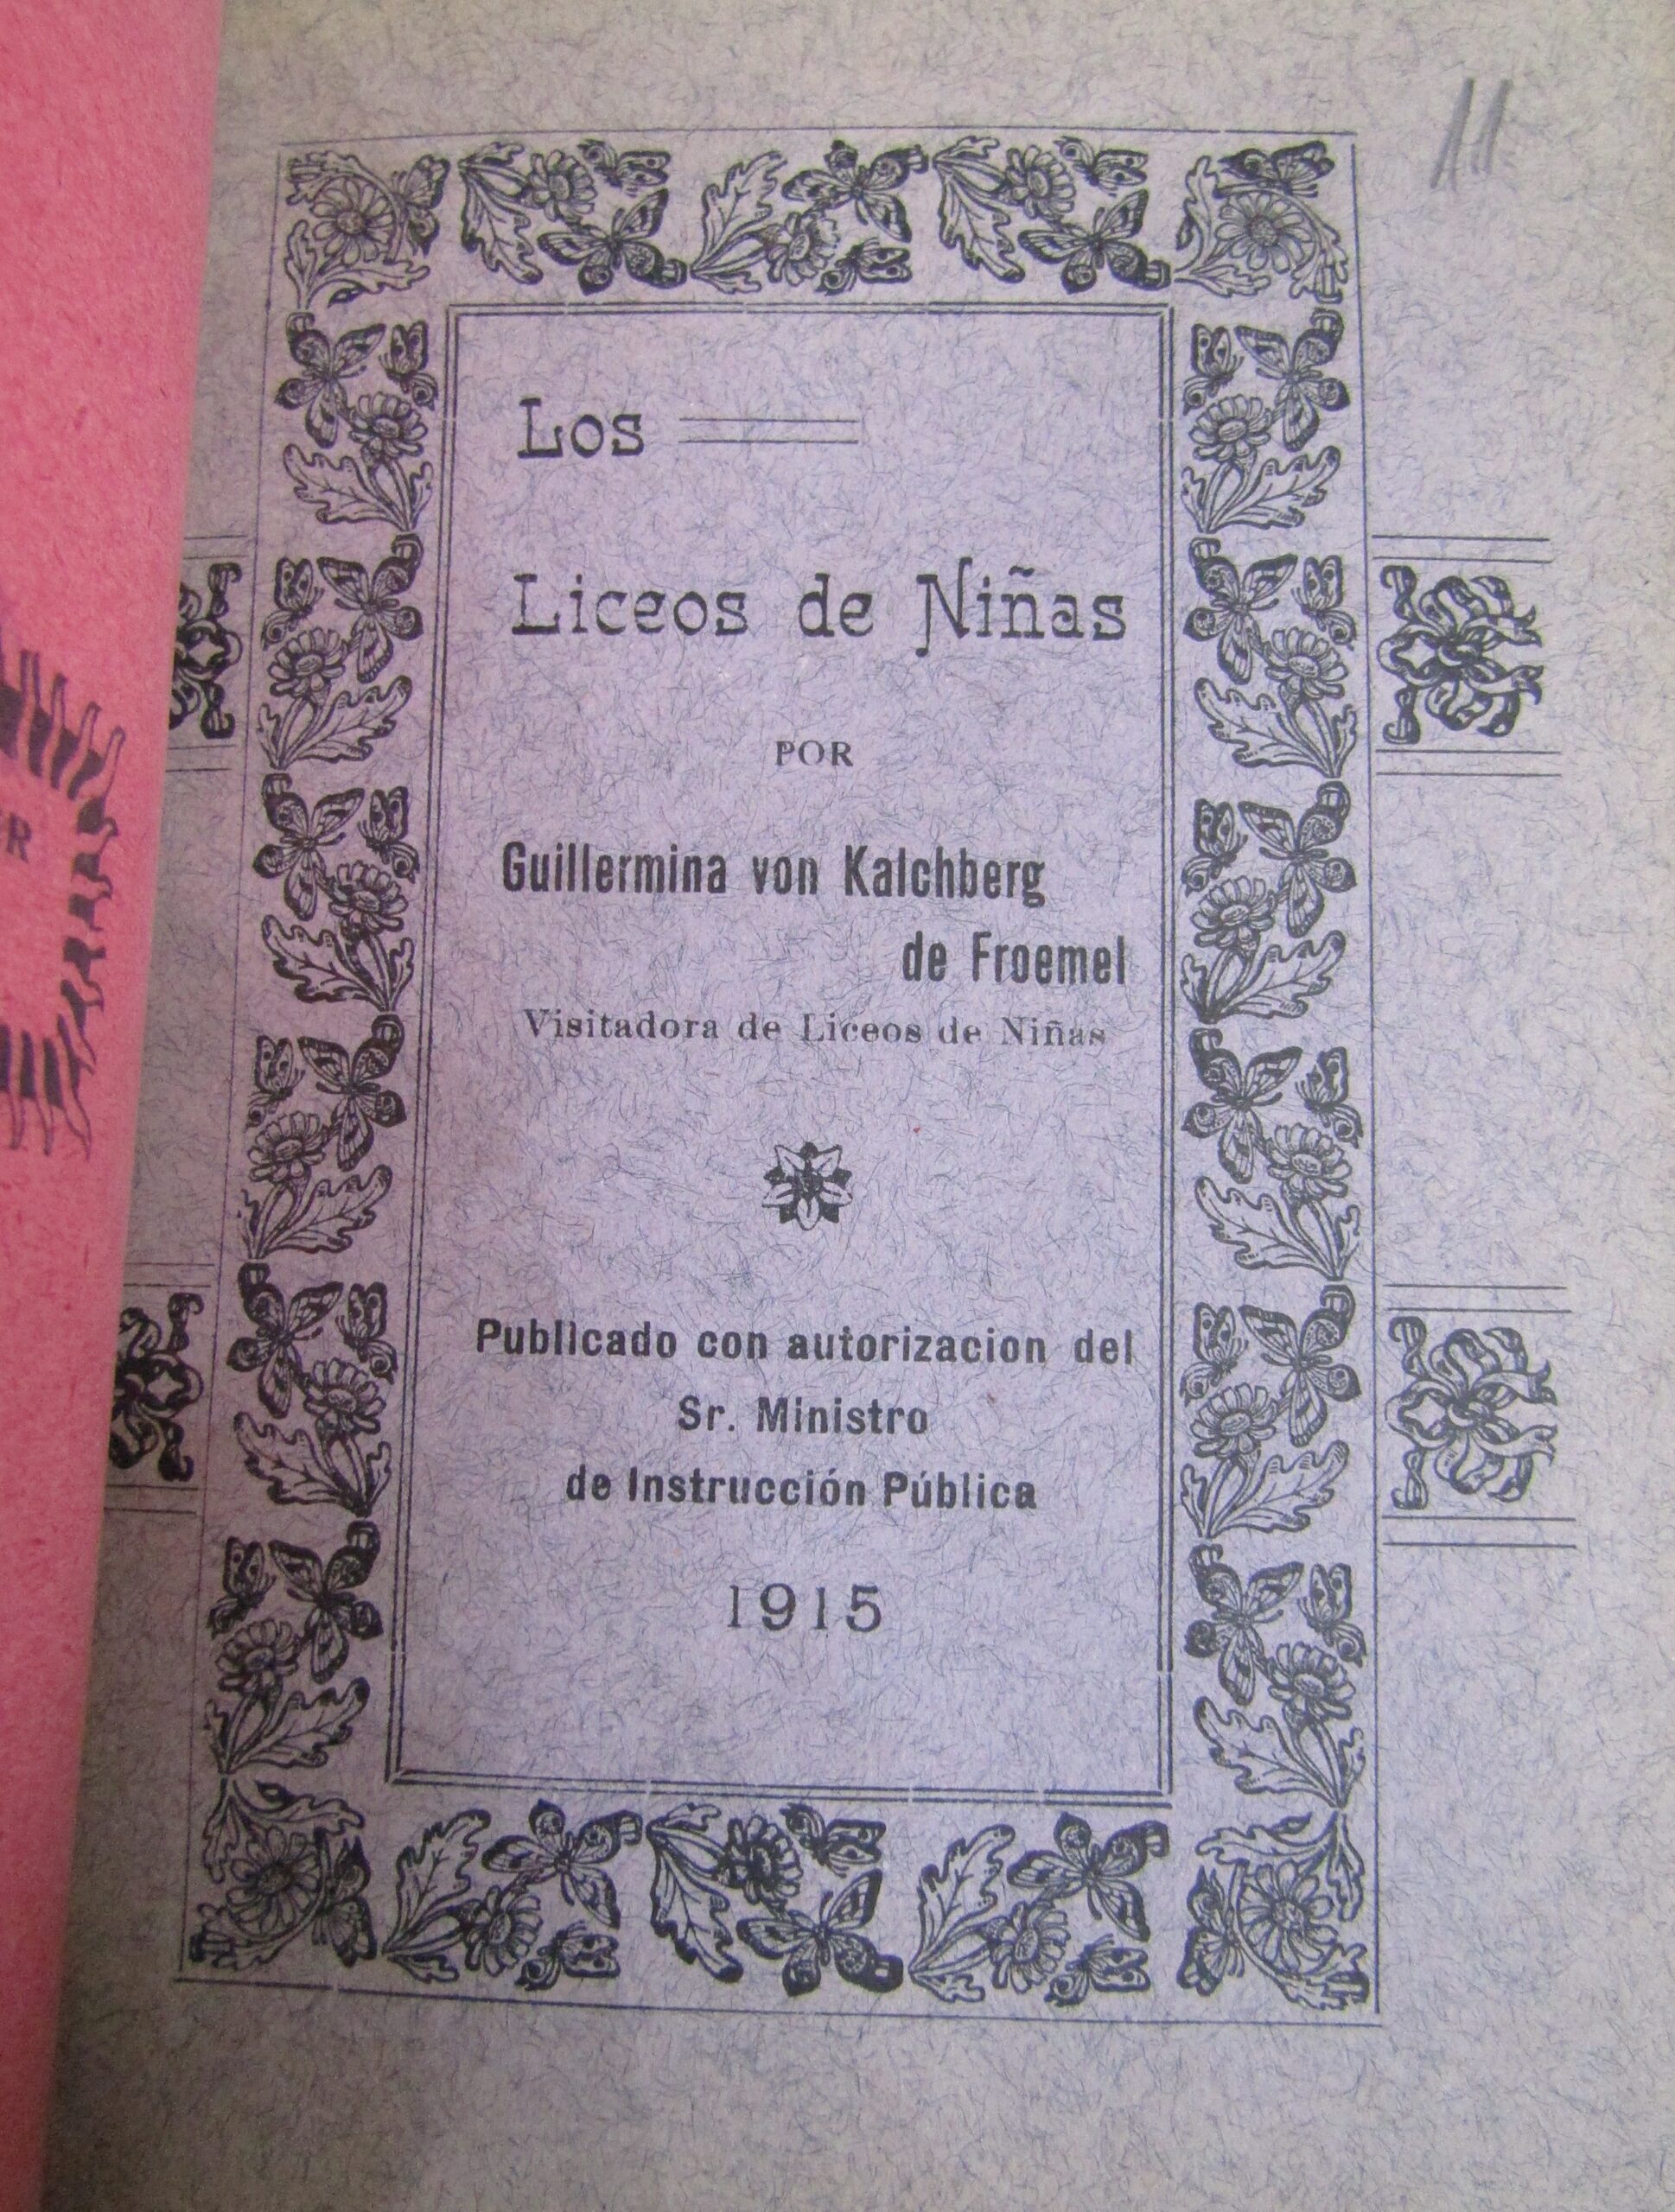 11
Los
Liceos de Niñas
POR
Guillermina von Kalchberg
de Froemel
Visitadora de Liceos de Niñas
Publicado con autorizacion del
Sr. Ministro
de Instrucción Pública
1915